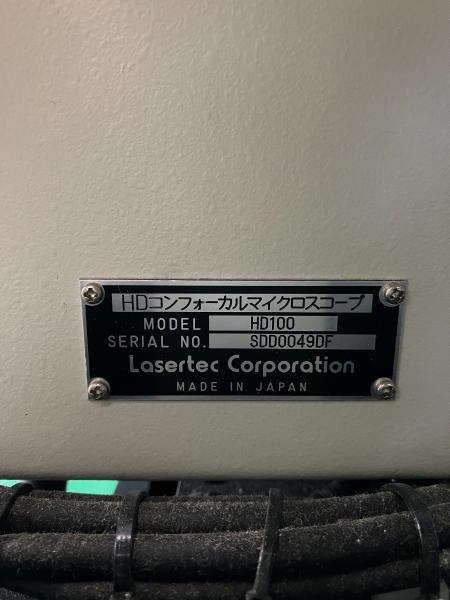 HDコンフォーカルマイクロスコープ
MODEL HD100
SERIAL NO. SDD0049DF
Lasertec Corporation
MADE IN JAPAN